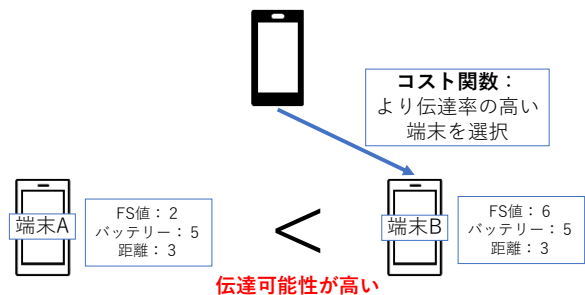 コスト関数：
より伝達率の高い
端末を選択
端末A
FS値：2
バッテリー：5
距離：3
<
端末B
FS値：6
バッテリー：5
距離：3
伝達可能性が高い